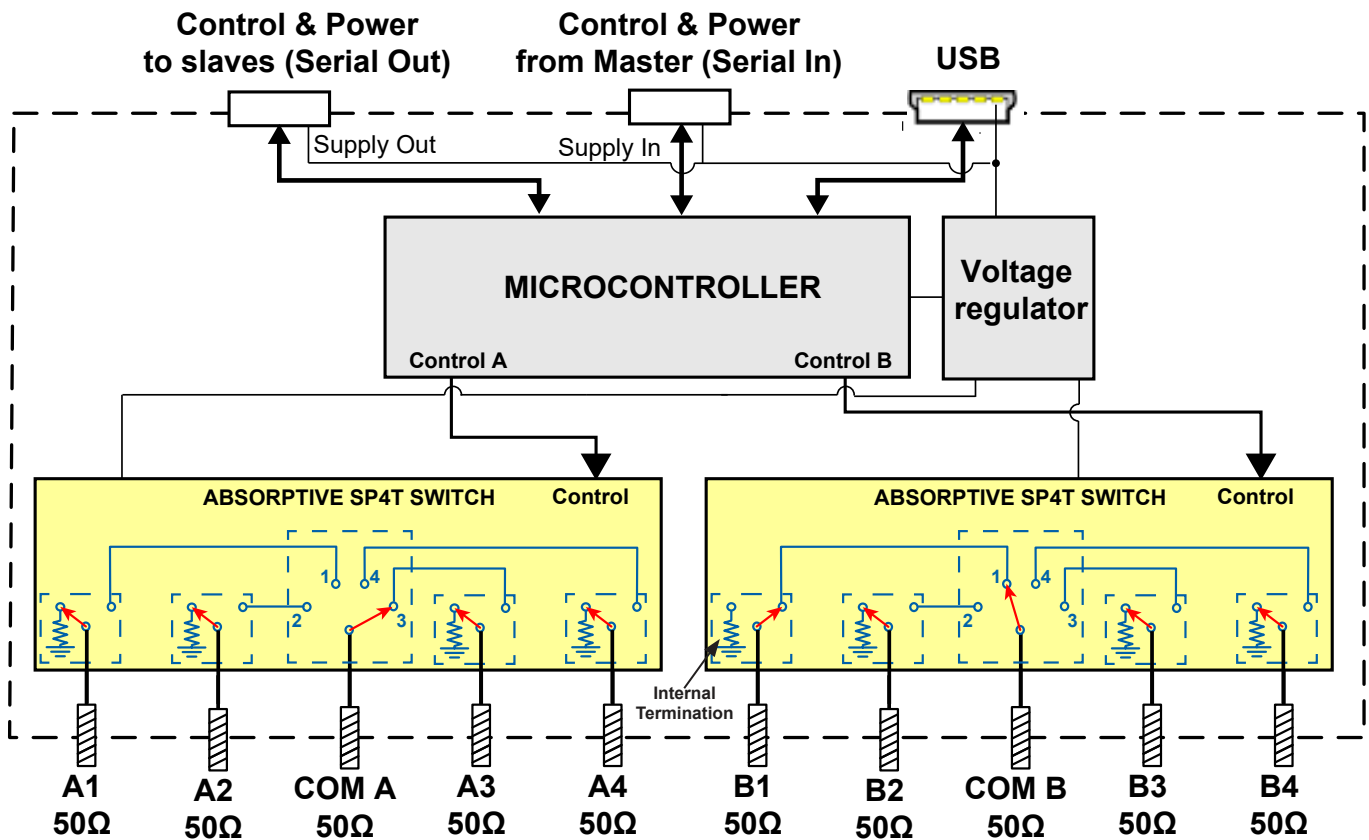 Control & Power
to slaves (Serial Out)
Control & Power
from Master (Serial In)
USB
Supply Out
Supply In
MICROCONTROLLER
Voltage
regulator
Control A
Control B
ABSORPTIVE SP4T SWITCH
Control
ABSORPTIVE SP4T SWITCH
Control
1
4
2
3
1
4
2
3
Internal
Termination
A1
A2
COM A
A3
A4
B1
B2
COM B
B3
B4
50Ω
50Ω
50Ω
50Ω
50Ω
50Ω
50Ω
50Ω
50Ω
50Ω